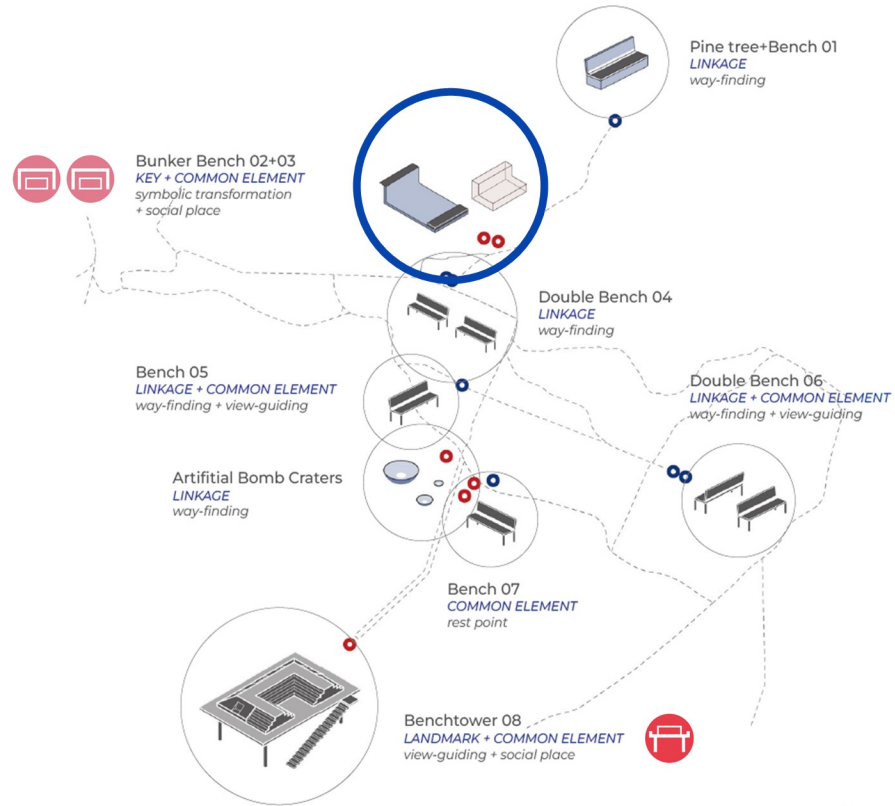 Pine tree+Bench 01
LINKAGE
way-finding
Bunker Bench 02+03
KEY + COMMON ELEMENT
symbolic transformation
+ social place
Double Bench 04
LINKAGE
way-finding
Bench 05
LINKAGE + COMMON ELEMENT
way-finding + view-guiding
Double Bench 06
LINKAGE + COMMON ELEMENT
way-finding + view-guiding
Artifitial Bomb Craters
LINKAGE
way-finding
Bench 07
COMMON ELEMENT
rest point
Benchtower 08
LANDMARK + COMMON ELEMENT
view-guiding + social place